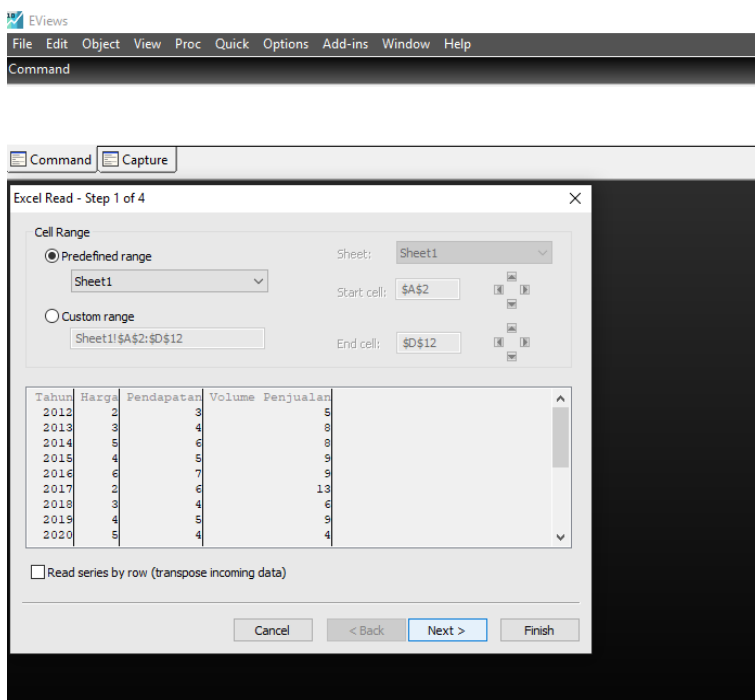 EViews
File Edit Object View Proc Quick Options Add-ins Window Help
Command
Command Capture
Excel Read - Step 1 of 4
Cell Range
Predefined range Sheet: Sheet1
Sheet1 Start cell: $A$2
Custom range
Sheet1!$A$2:$D$12 End cell: $D$12
Tahun Harga Pendapatan Volume Penjualan
2012 2 3 5
2013 3 4 8
2014 5 6 8
2015 4 5 9
2016 6 7 9
2017 2 6 13
2018 3 4 6
2019 4 5 9
2020 5 4 4
Read series by row (transpose incoming data)
Cancel < Back Next > Finish